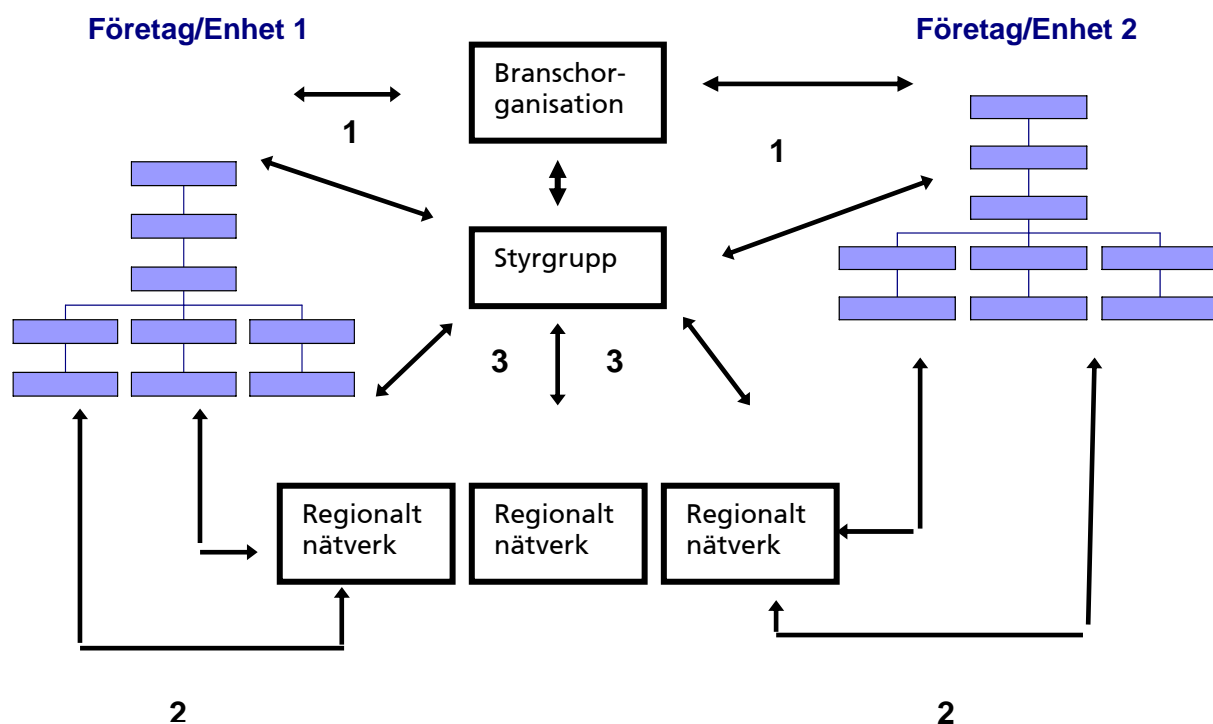 Företag/Enhet 1
Företag/Enhet 2
Branschor-
ganisation
1
1
Styrgrupp
3
3
Regionalt
nätverk
Regionalt
nätverk
Regionalt
nätverk
2
2